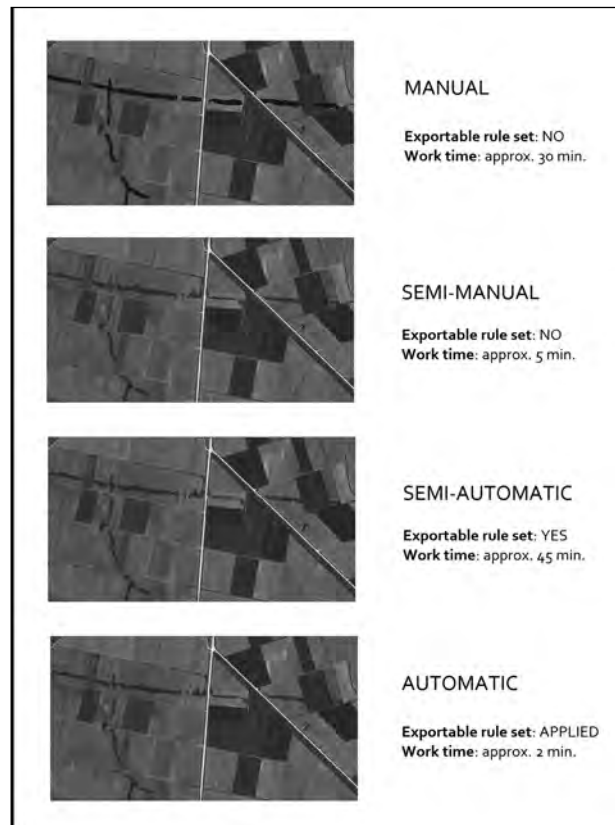 MANUAL
Exportable rule set: NO
Work time: approx. 30 min.
SEMI-MANUAL
Exportable rule set: NO
Work time: approx. 5 min.
SEMI-AUTOMATIC
Exportable rule set: YES
Work time: approx. 45 min.
AUTOMATIC
Exportable rule set: APPLIED
Work time: approx. 2 min.